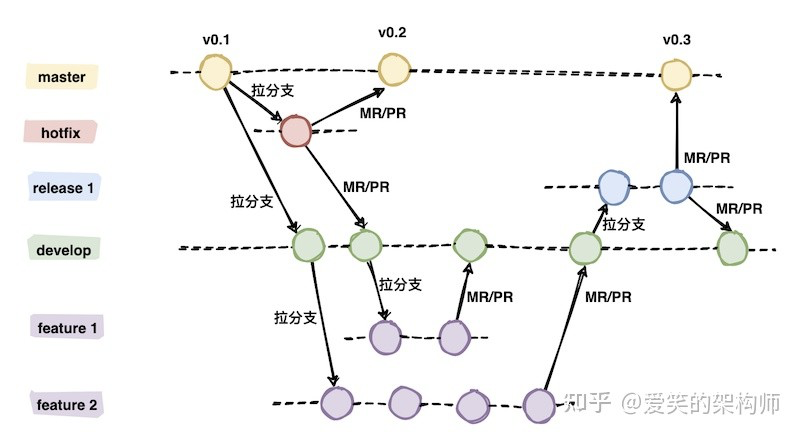 v0.1
v0.2
v0.3
master
拉分支
MR/PR
hotfix
MR/PR
MR/PR
release 1
拉分支
MR/PR
拉分支
develop
拉分支
拉分支
MR/PR
MR/PR
feature 1
feature 2
知乎 @爱笑的架构师